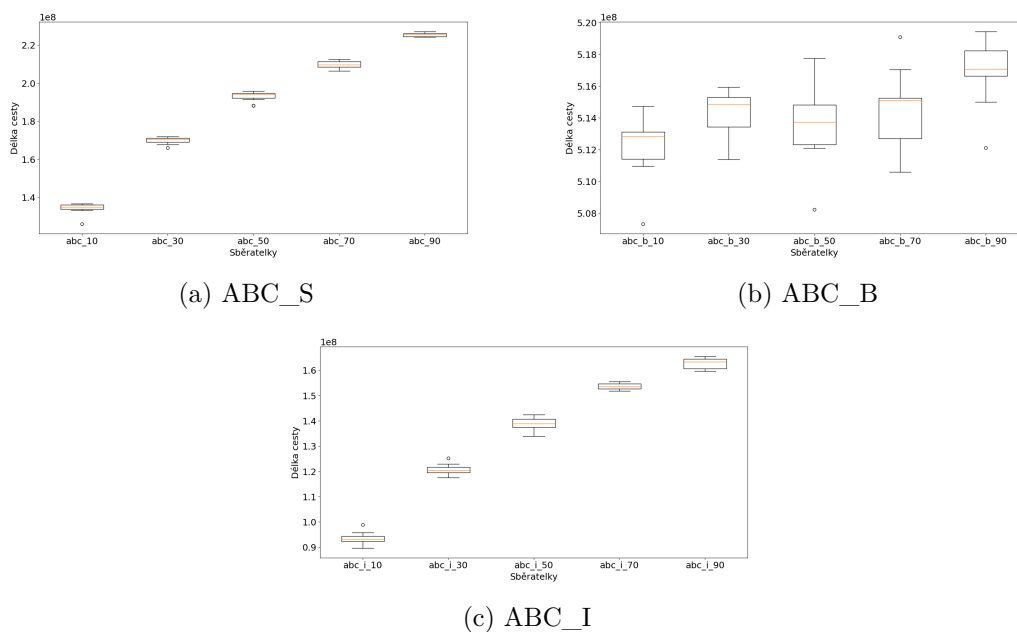 1e8
Délka cesty
2.2
2.0
1.8
1.6
1.4
abc_10 abc_30 abc_50 abc_70 abc_90
Sběratelky
(a) ABC_S
1e8
Délka cesty
5.20
5.18
5.16
5.14
5.12
5.10
5.08
abc_b_10 abc_b_30 abc_b_50 abc_b_70 abc_b_90
Sběratelky
(b) ABC_B
1e8
Délka cesty
1.6
1.5
1.4
1.3
1.2
1.1
1.0
0.9
abc_i_10 abc_i_30 abc_i_50 abc_i_70 abc_i_90
Sběratelky
(c) ABC_I